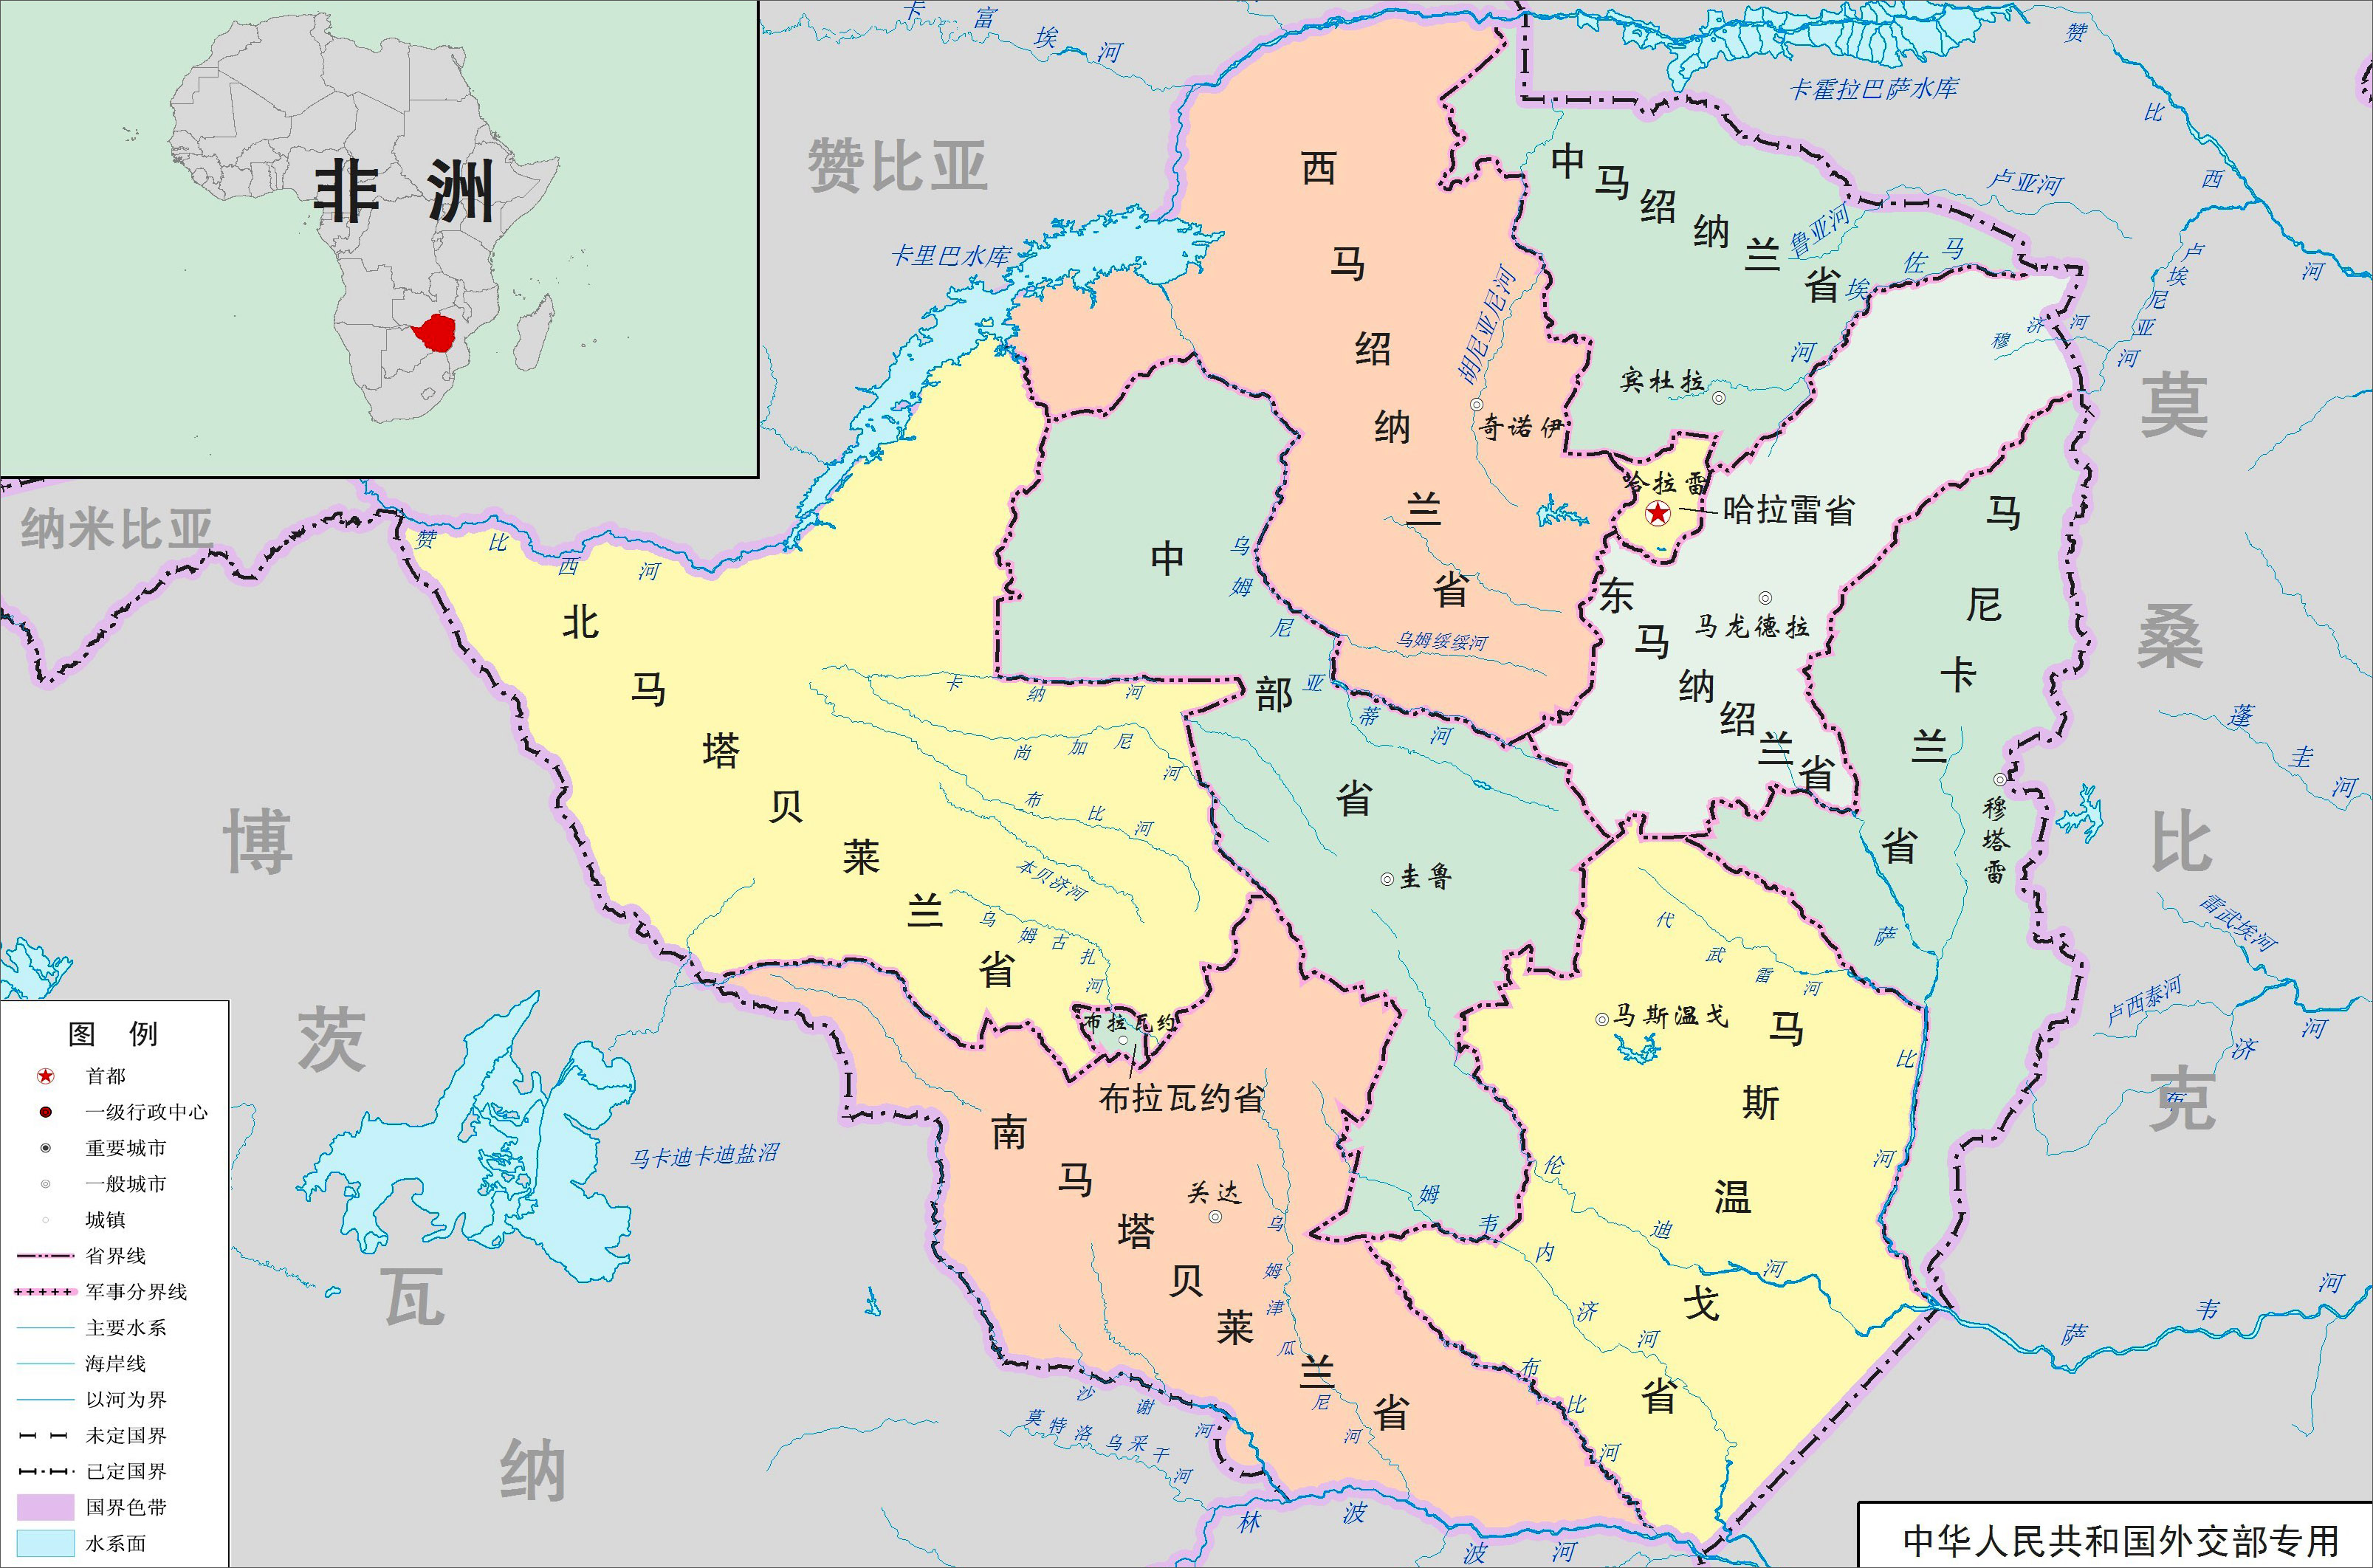 非洲
赞比亚
纳米比亚
博茨瓦纳
莫桑比克
卡富埃河
卡里巴水库
卡霍拉巴萨水库
赞比西河
卢亚河
鲁亚河
卢埃尼亚河
马佐埃河
穆济河
胡尼亚尼河
西马绍纳兰省
中马绍纳兰省
宾杜拉
奇诺伊
哈拉雷
哈拉雷省
东马纳绍兰省
马龙德拉
马尼卡兰省
穆塔雷
赞比西河
北马塔贝莱兰省
中部省
乌姆尼亚蒂河
乌姆绥绥河
卡纳河
尚加尼河
布比河
本贝济河
乌姆古扎河
圭鲁
布拉瓦约
布拉瓦约省
南马塔贝莱兰省
关达
马斯温戈
马斯温戈省
代武雷河
萨比河
伦迪河
姆韦内济河
布比河
乌姆津瓜尼河
沙谢河
莫特洛乌采干河
林波波河
马卡迪卡迪盐沼
蓬圭河
雷武埃河
卢西泰河
布济河
萨韦河
图 例
首都
一级行政中心
重要城市
一般城市
城镇
省界线
军事分界线
主要水系
海岸线
以河为界
未定国界
已定国界
国界色带
水系面
中华人民共和国外交部专用